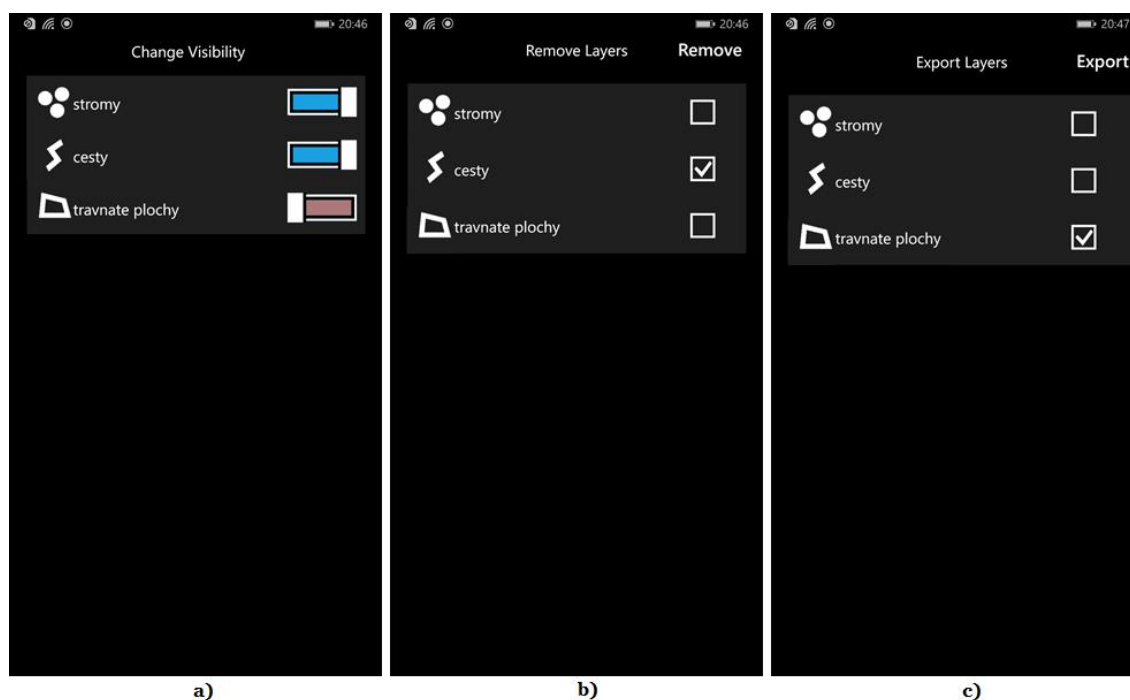 20:46
Change Visibility
stromy
cesty
travnate plochy
a)
20:46
Remove Layers Remove
stromy
cesty
travnate plochy
b)
20:47
Export Layers Export
stromy
cesty
travnate plochy
c)